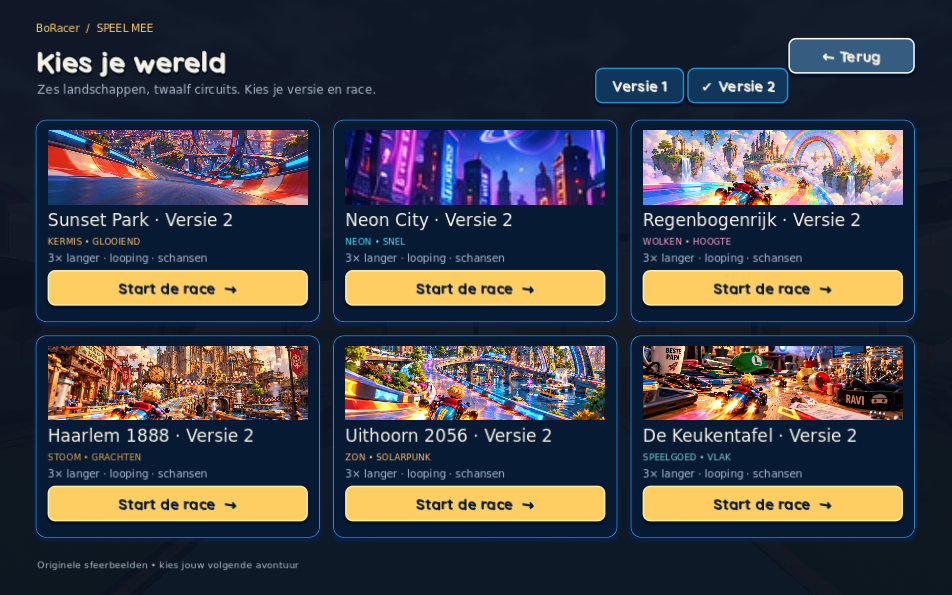 BoRacer / SPEEL MEE
Kies je wereld
Zes landschappen, twaalf circuits. Kies je versie en race.
Versie 1
✓ Versie 2
← Terug
Sunset Park · Versie 2
KERMIS • GLOOIEND
3× langer · looping · schansen
Start de race →
Neon City · Versie 2
NEON • SNEL
3× langer · looping · schansen
Start de race →
Regenbogenrijk · Versie 2
WOLKEN • HOOGTE
3× langer · looping · schansen
Start de race →
Haarlem 1888 · Versie 2
STOOM • GRACHTEN
3× langer · looping · schansen
Start de race →
Uithoorn 2056 · Versie 2
ZON • SOLARPUNK
3× langer · looping · schansen
Start de race →
BESTE
PAPA
L
RAVI
De Keukentafel · Versie 2
SPEELGOED • VLAK
3× langer · looping · schansen
Start de race →
Originele sfeerbeelden • kies jouw volgende avontuur